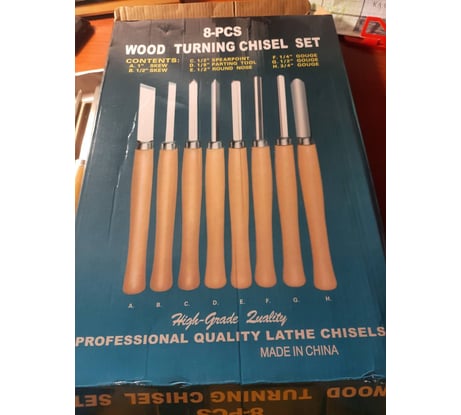 8-PCS
WOOD TURNING CHISEL SET
CONTENTS:
A. 1" SKEW
B. 1/2" SKEW
C. 1/2" SPEARPOINT
D. 1/8" PARTING TOOL
E. 1/2" ROUND NOSE
F. 1/4" GOUGE
G. 1/2" GOUGE
H. 3/4" GOUGE
A. B. C. D. E. F. G. H.
High-Grade Quality
PROFESSIONAL QUALITY LATHE CHISELS
MADE IN CHINA
8-PCS
WOOD TURNING CHISEL SET